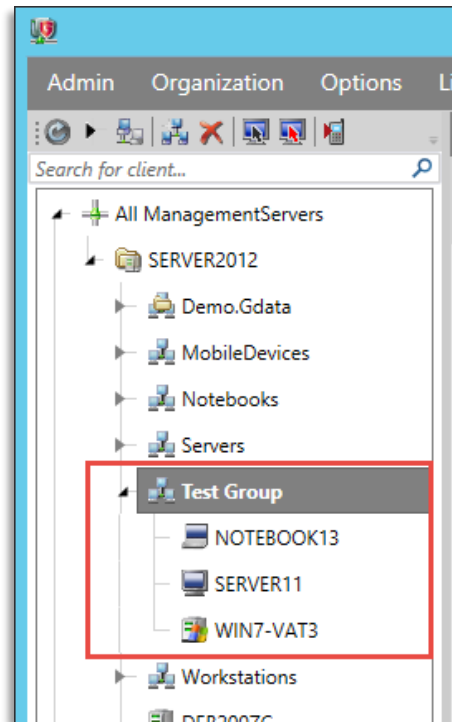 Admin Organization Options Li
Search for client...
All ManagementServers
SERVER2012
Demo.Gdata
MobileDevices
Notebooks
Servers
Test Group
NOTEBOOK13
SERVER11
WIN7-VAT3
Workstations